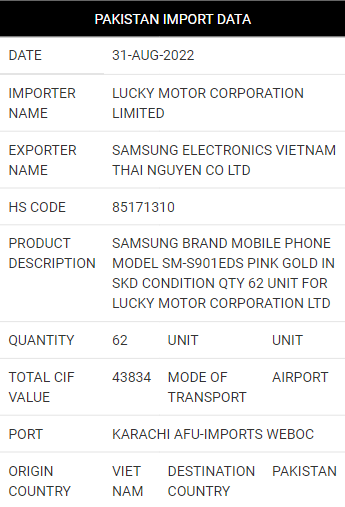 PAKISTAN IMPORT DATA
DATE 31-AUG-2022
IMPORTER LUCKY MOTOR CORPORATION
NAME LIMITED
EXPORTER SAMSUNG ELECTRONICS VIETNAM
NAME THAI NGUYEN CO LTD
HS CODE 85171310
PRODUCT SAMSUNG BRAND MOBILE PHONE
DESCRIPTION MODEL SM-S901EDS PINK GOLD IN
SKD CONDITION QTY 62 UNIT FOR
LUCKY MOTOR CORPORATION LTD
QUANTITY 62 UNIT UNIT
TOTAL CIF 43834 MODE OF AIRPORT
VALUE TRANSPORT
PORT KARACHI AFU-IMPORTS WEBOC
ORIGIN VIET DESTINATION PAKISTAN
COUNTRY NAM COUNTRY